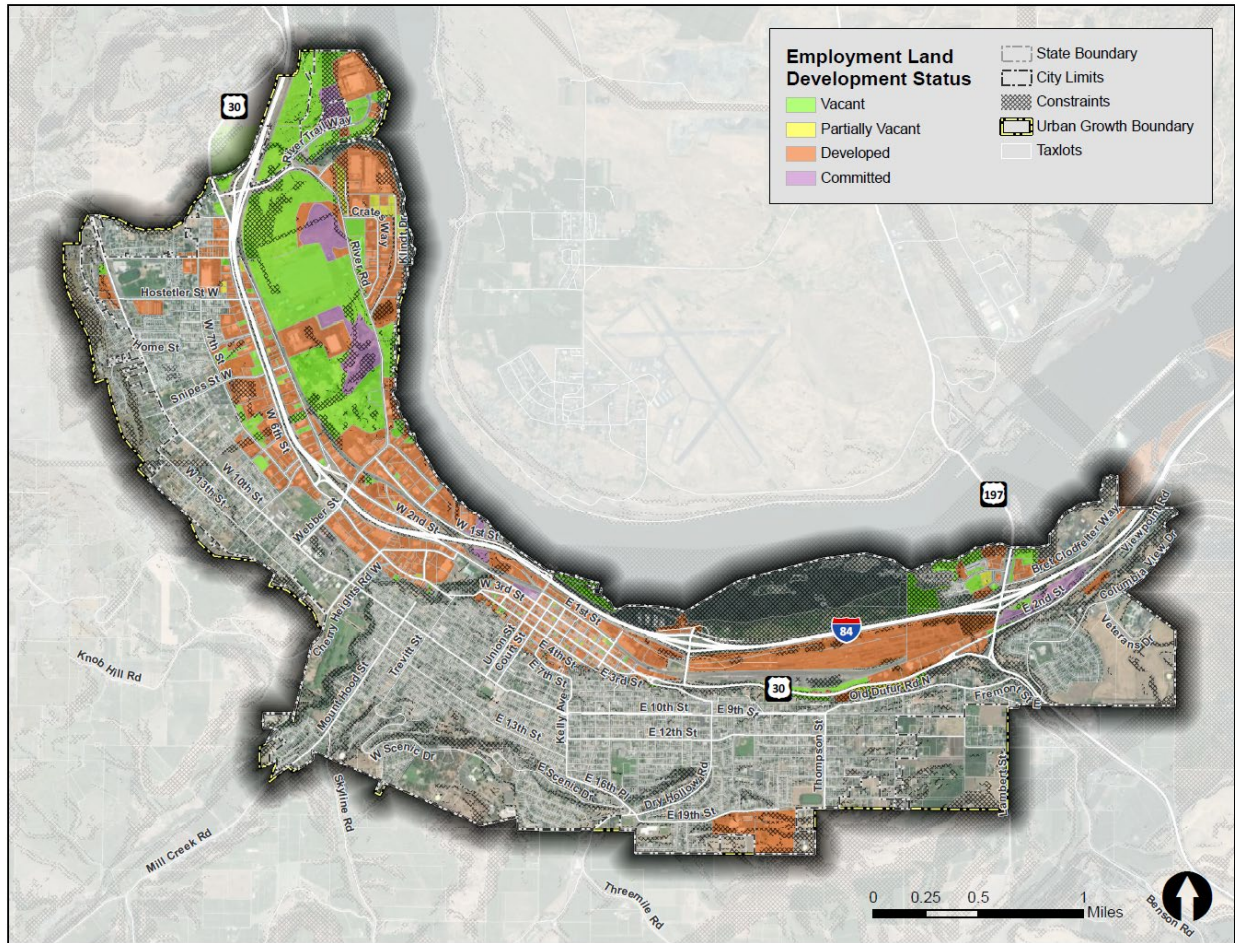 Employment Land
Development Status
Vacant
Partially Vacant
Developed
Committed
State Boundary
City Limits
Constraints
Urban Growth Boundary
Taxlots
30
River Trail Way
Crates Way
Klindt Dr
River Rd
Hostetler St W
W 7th St
Home St
Snipes St W
W 6th St
W 10th St
W 13th St
Webber St
W 2nd St
W 1st St
197
Bret Clodfelter Way
Viewpoint Rd
Columbia View Dr
E 2nd St
Veterans Dr
84
W 3rd St
E 1st St
Cherry Heights Rd W
Union St
Court St
E 4th St
E 7th St
E 3rd St
Trevitt St
Mount Hood St
Knob Hill Rd
30
Old Dufur Rd N
Fremont St
E 10th St
E 9th St
E 12th St
Kelly Ave
E 13th St
Thompson St
Lambert St
W Scenic Dr
E Scenic Dr
E 16th Pl
Dry Hollow Rd
E 19th St
Skyline Rd
Mill Creek Rd
Threemile Rd
Benson Rd
0 0.25 0.5 1
Miles